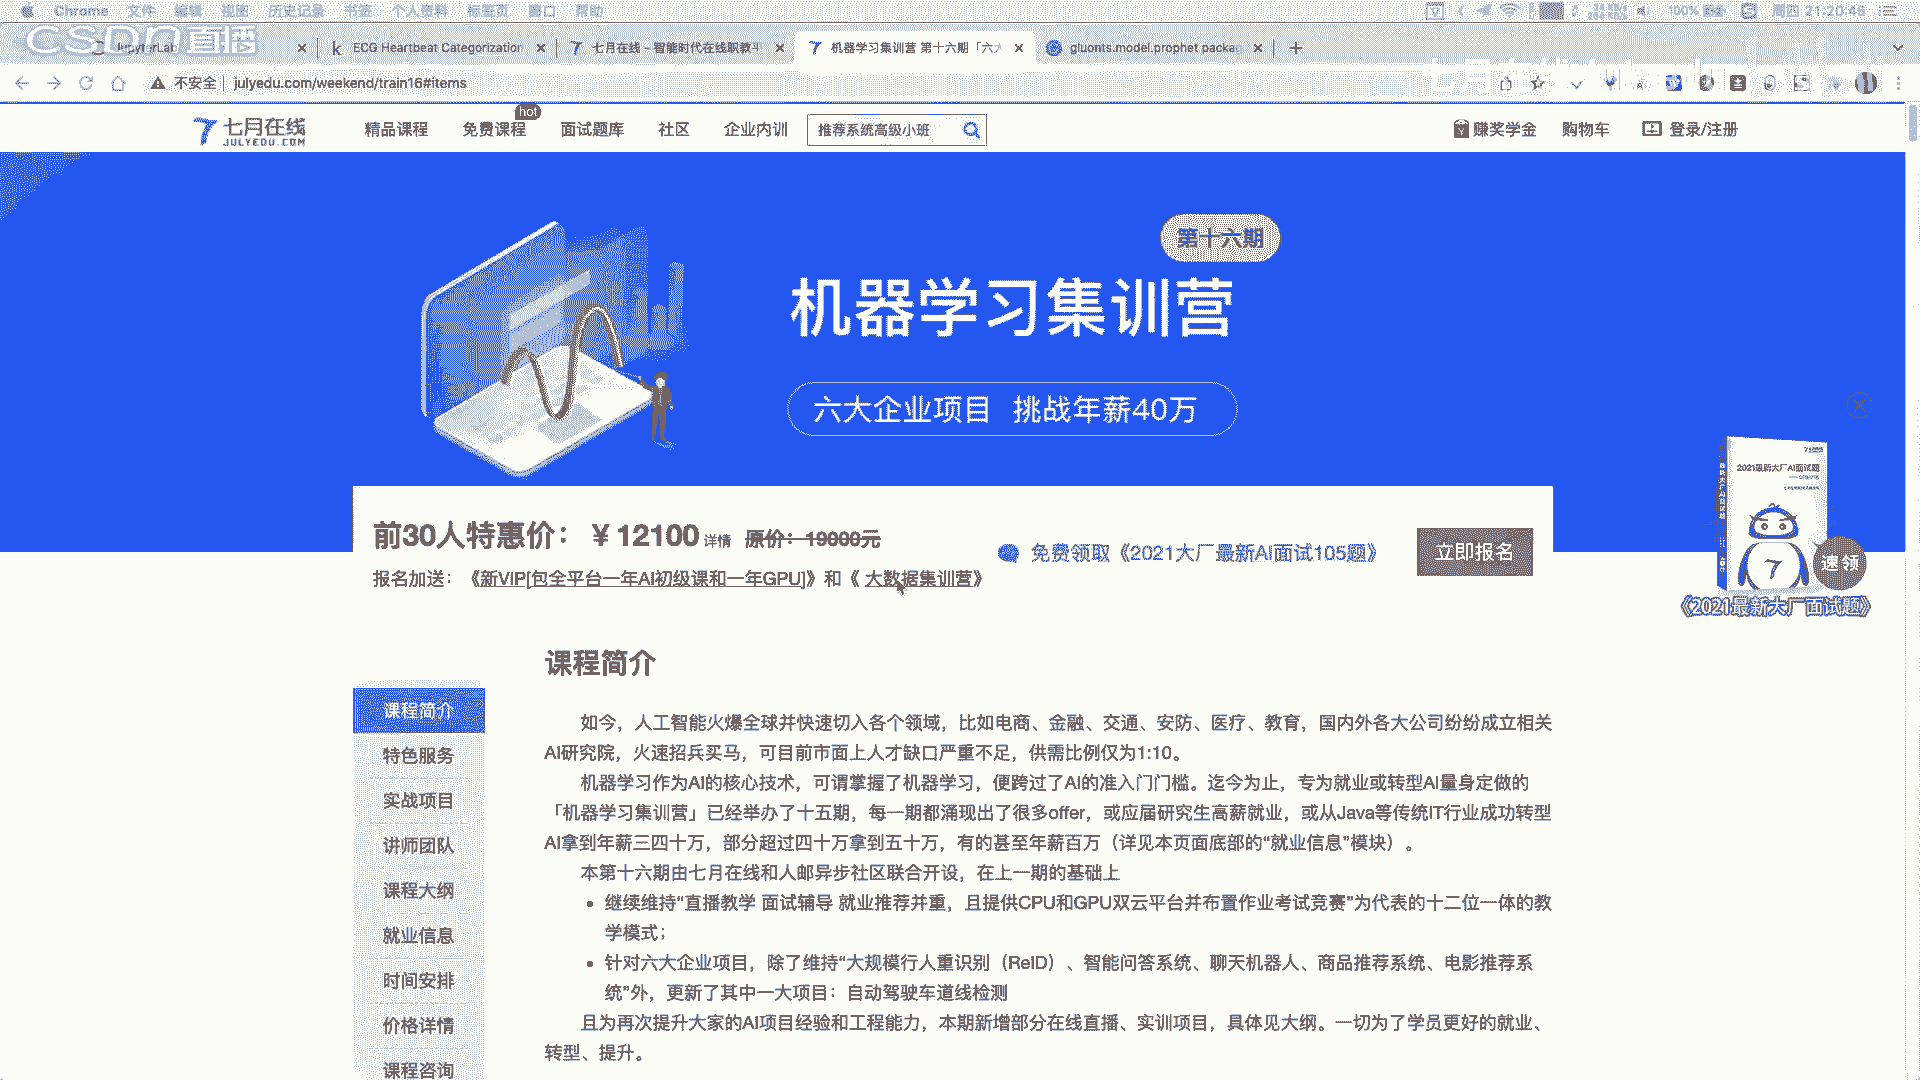 Chrome 文件 编辑 视图 历史记录 书签 个人资料 标签页 窗口 帮助
100%
周四 21:20:46
CSDN直播
JupyterLab
ECG Heartbeat Categorization
七月在线 - 智能时代在线职教平
机器学习集训营 第十六期「六大
gluonts.model.prophet packag
不安全
julyedu.com/weekend/train16#items
七月在线
JULYEDU.COM
精品课程
免费课程
hot
面试题库
社区
企业内训
推荐系统高级小班
赚奖学金
购物车
登录/注册
第十六期
机器学习集训营
六大企业项目 挑战年薪40万
前30人特惠价：￥12100 详情 原价：19000元
报名加送：《新VIP[包全平台一年AI初级课和一年GPU]》和《 大数据集训营》
免费领取《2021大厂最新AI面试105题》
立即报名
2021最新大厂AI面试题
7
速领
《2021最新大厂面试题》
课程简介
课程简介
特色服务
实战项目
讲师团队
课程大纲
就业信息
时间安排
价格详情
课程咨询
如今，人工智能火爆全球并快速切入各个领域，比如电商、金融、交通、安防、医疗、教育，国内外各大公司纷纷成立相关
AI研究院，火速招兵买马，可目前市面上人才缺口严重不足，供需比例仅为1:10。
机器学习作为AI的核心技术，可谓掌握了机器学习，便跨过了AI的准入门门槛。迄今为止，专为就业或转型AI量身定做的
「机器学习集训营」已经举办了十五期，每一期都涌现出了很多offer，或应届研究生高薪就业，或从Java等传统IT行业成功转型
AI拿到年薪三四十万，部分超过四十万拿到五十万，有的甚至年薪百万（详见本页面底部的“就业信息”模块）。
本第十六期由七月在线和人邮异步社区联合开设，在上一期的基础上
• 继续维持“直播教学 面试辅导 就业推荐并重，且提供CPU和GPU双云平台并布置作业考试竞赛”为代表的十二位一体的教
学模式；
• 针对六大企业项目，除了维持“大规模行人重识别（ReID）、智能问答系统、聊天机器人、商品推荐系统、电影推荐系
统”外，更新了其中一大项目：自动驾驶车道线检测
且为再次提升大家的AI项目经验和工程能力，本期新增部分在线直播、实训项目，具体见大纲。一切为了学员更好的就业、
转型、提升。